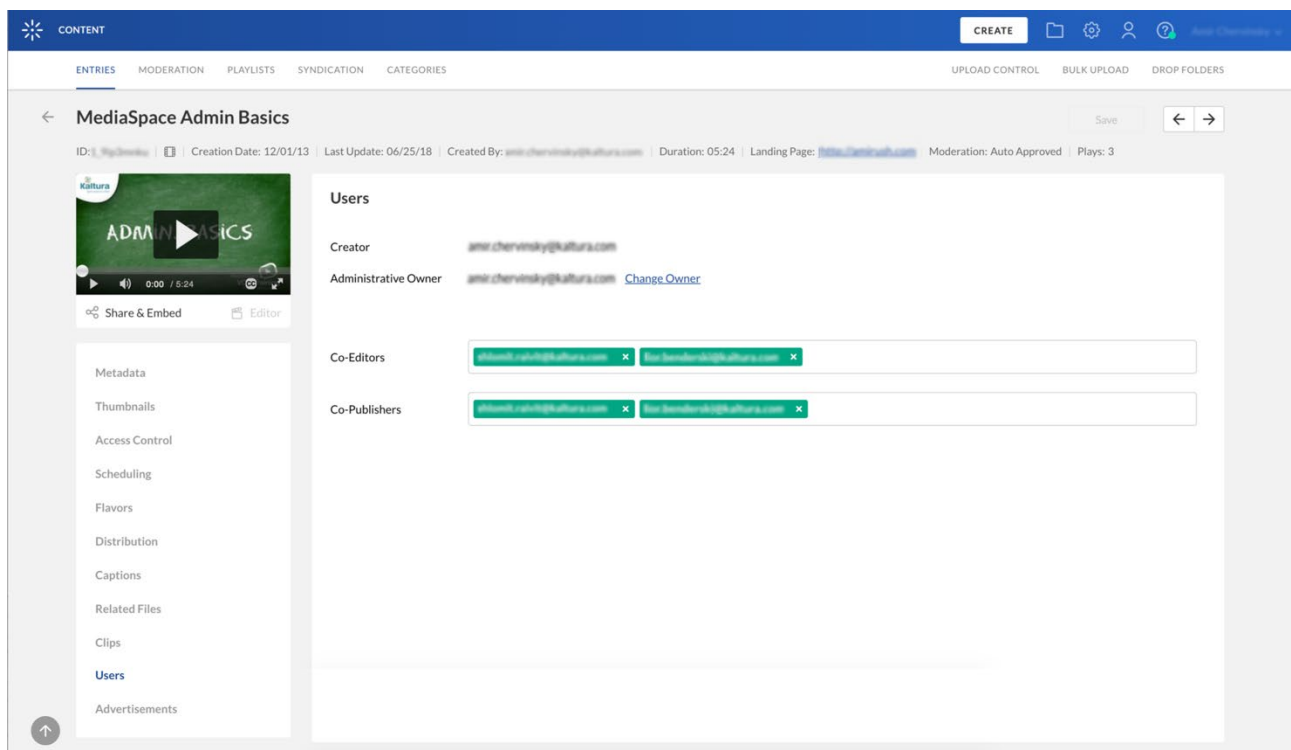 CONTENT
CREATE
ENTRIES MODERATION PLAYLISTS SYNDICATION CATEGORIES UPLOAD CONTROL BULK UPLOAD DROP FOLDERS
MediaSpace Admin Basics
Save
ID: Creation Date: 12/01/13 Last Update: 06/25/18 Created By: Duration: 05:24 Landing Page: Moderation: Auto Approved Plays: 3
Kaltura
ADMIN BASICS
0:00 / 5:24
CC
Share & Embed Editor
Metadata
Thumbnails
Access Control
Scheduling
Flavors
Distribution
Captions
Related Files
Clips
Users
Advertisements
Users
Creator
Administrative Owner Change Owner
Co-Editors
Co-Publishers